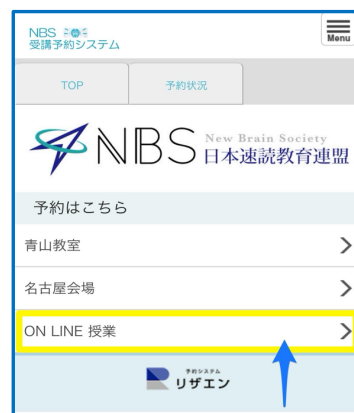 NBS
受講予約システム
Menu
TOP
予約状況
NBS
New Brain Society
日本速読教育連盟
予約はこちら
青山教室
名古屋会場
ON LINE 授業
予約システム
リザエン